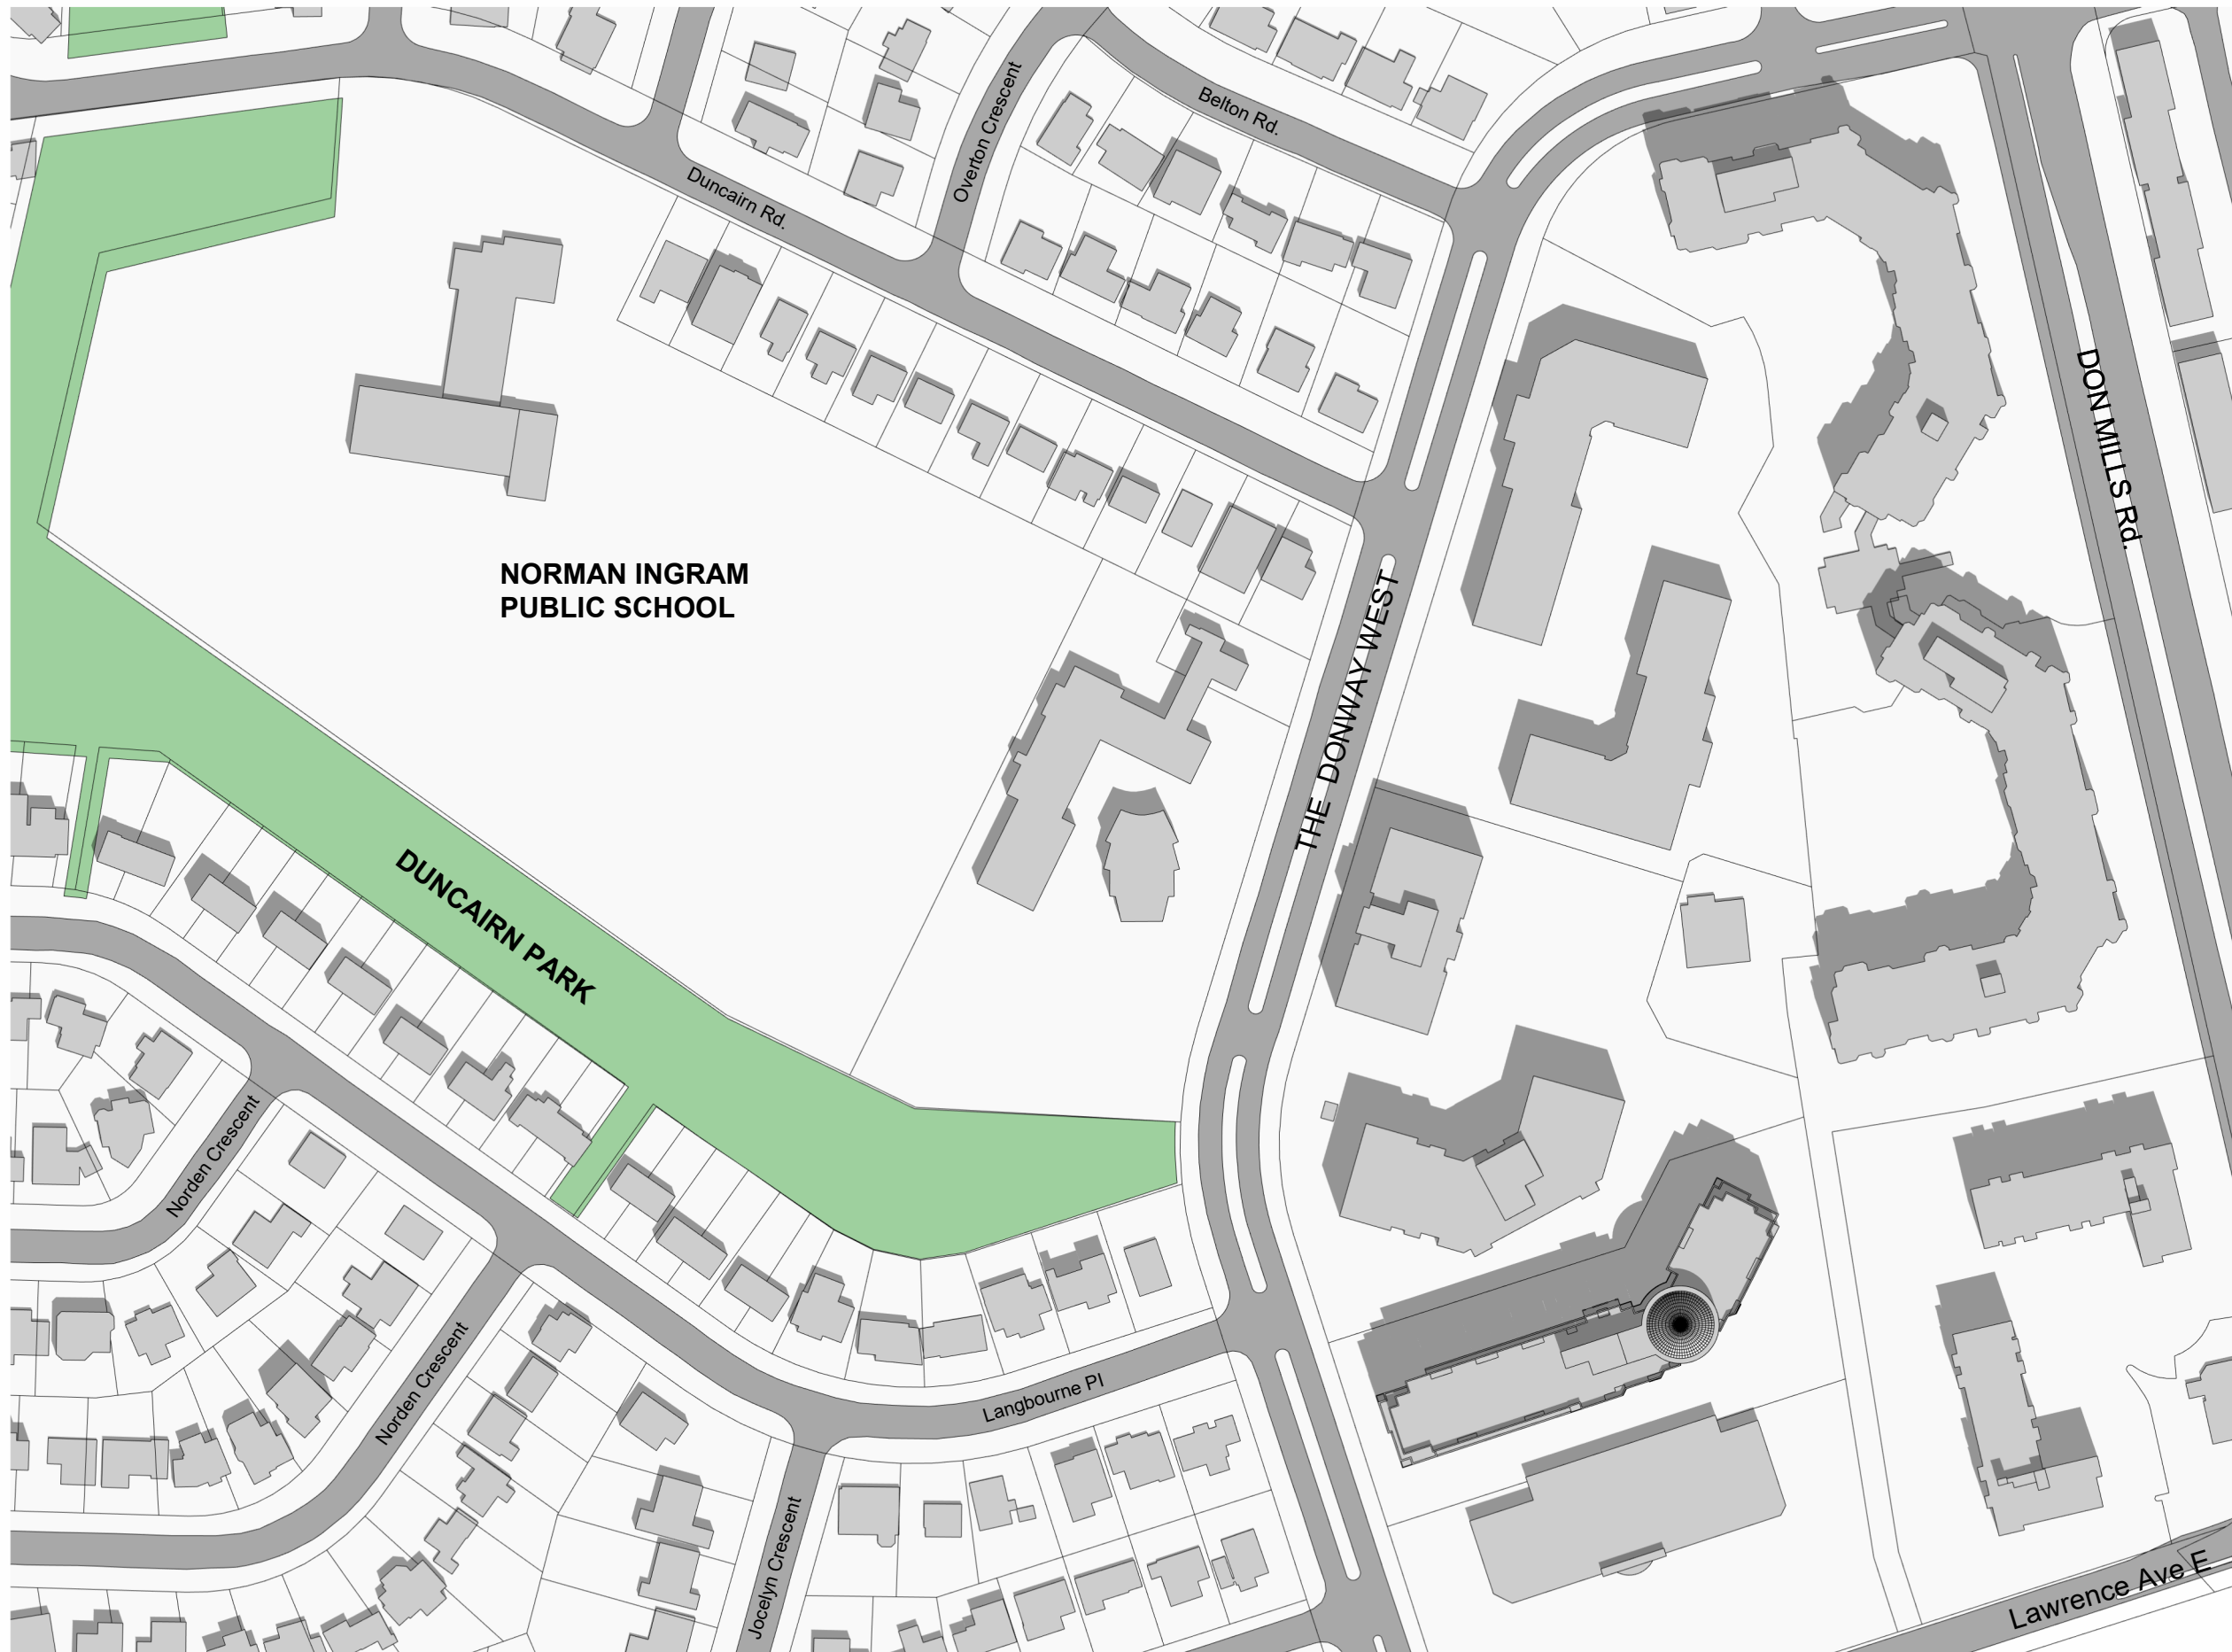 Belton Rd.
Overton Crescent
Duncairn Rd.
DON MILLS Rd.
NORMAN INGRAM
PUBLIC SCHOOL
THE DONWAY WEST
DUNCAIRN PARK
Norden Crescent
Norden Crescent
Langbourne Pl
Jocelyn Crescent
Lawrence Ave E